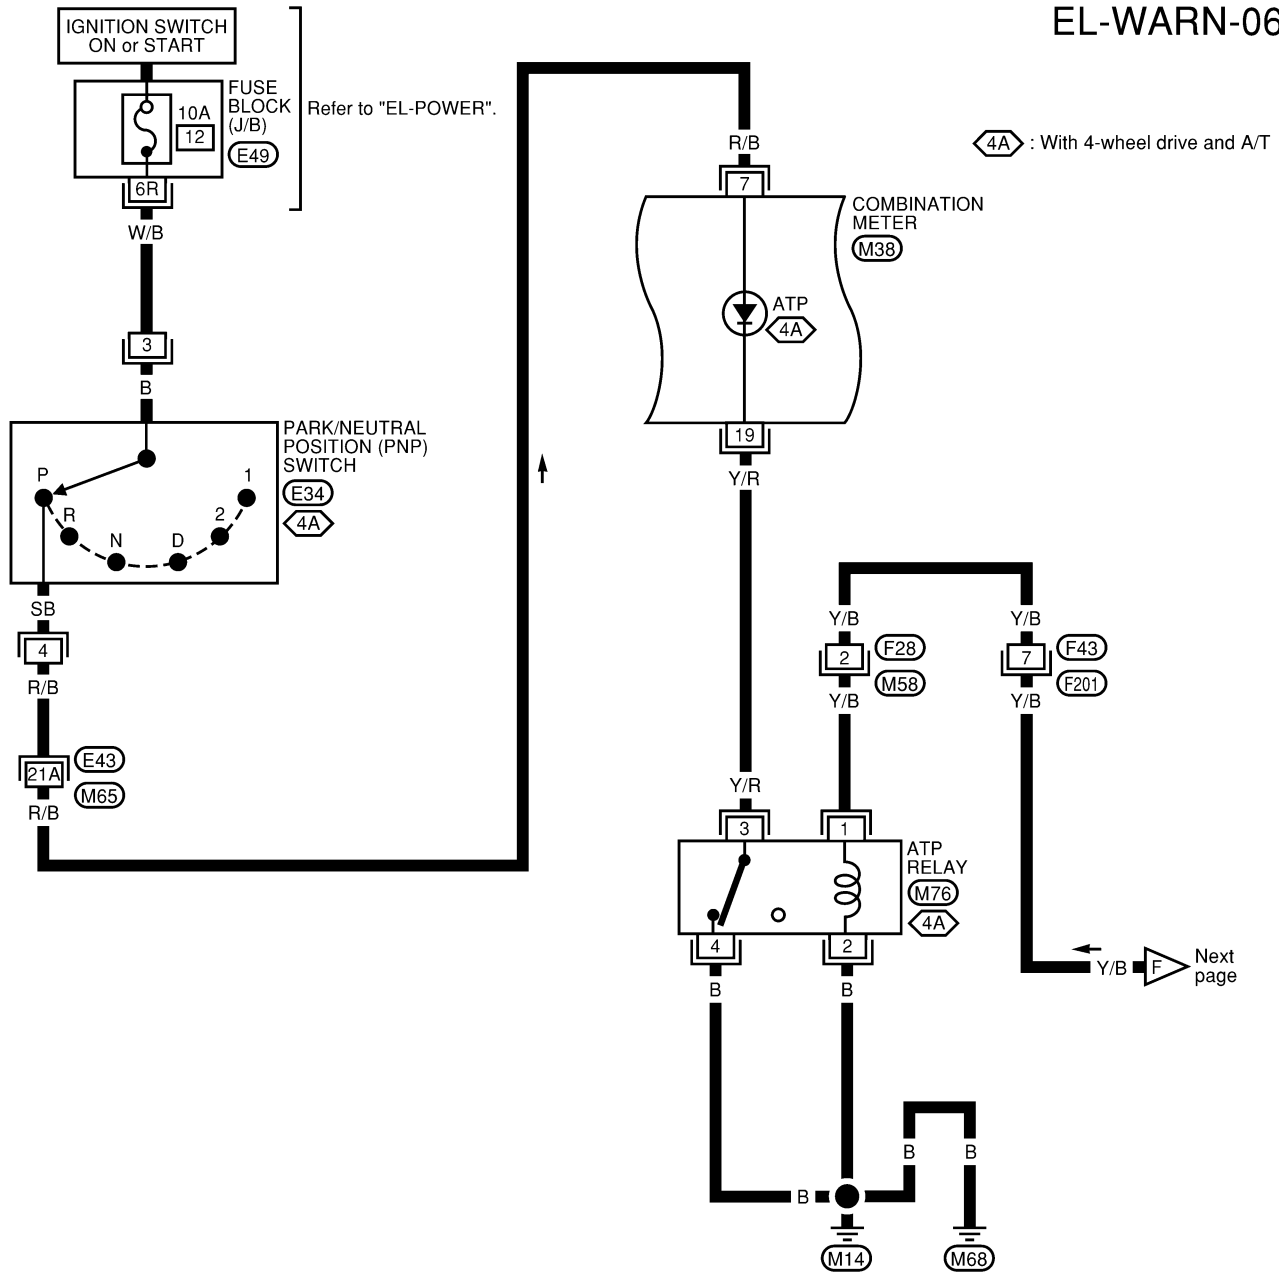 EL-WARN-06
IGNITION SWITCH
ON or START
FUSE
BLOCK
(J/B)
10A
12
E49
Refer to "EL-POWER".
6R
W/B
4A : With 4-wheel drive and A/T
R/B
7
COMBINATION
METER
M38
ATP
4A
3
B
PARK/NEUTRAL
POSITION (PNP)
SWITCH
E34
4A
P
R
N
D
2
1
19
Y/R
SB
4
R/B
Y/B
2
F28
M58
Y/B
Y/B
7
F43
F201
Y/B
21A
E43
M65
R/B
Y/R
3
1
ATP
RELAY
M76
4A
4
2
B
B
Y/B
F
Next
page
B
B
B
M14
M68